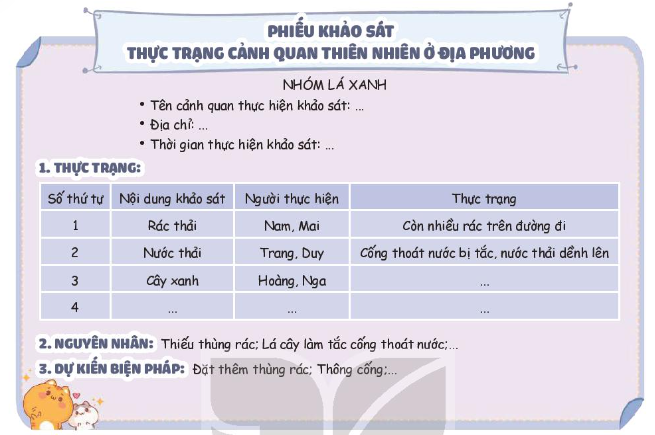 PHIẾU KHẢO SÁT
THỰC TRẠNG CẢNH QUAN THIÊN NHIÊN Ở ĐỊA PHƯƠNG
NHÓM LÁ XANH
• Tên cảnh quan thực hiện khảo sát: ...
• Địa chỉ: ...
• Thời gian thực hiện khảo sát: ...
1. THỰC TRẠNG:
Số thứ tự Nội dung khảo sát Người thực hiện Thực trạng
1 Rác thải Nam, Mai Còn nhiều rác trên đường đi
2 Nước thải Trang, Duy Cống thoát nước bị tắc, nước thải dềnh lên
3 Cây xanh Hoàng, Nga ...
4 ... ... ...
2. NGUYÊN NHÂN: Thiếu thùng rác; Lá cây làm tắc cống thoát nước;...
3. DỰ KIẾN BIỆN PHÁP: Đặt thêm thùng rác; Thông cống;...